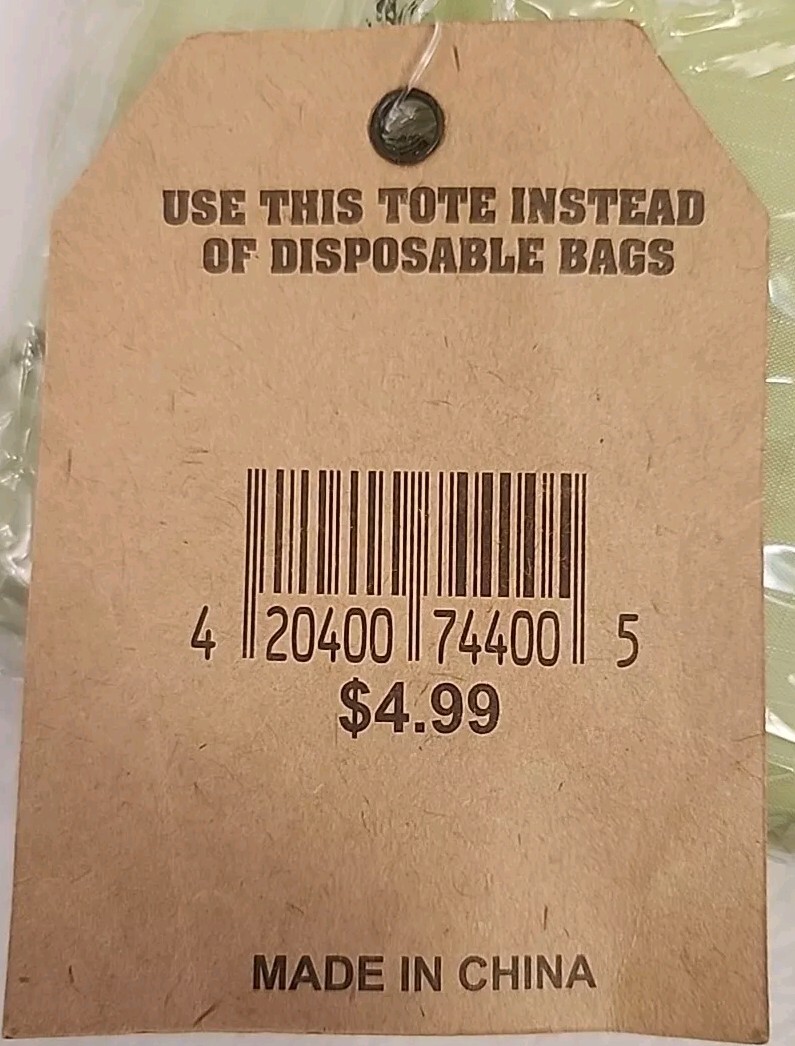 USE THIS TOTE INSTEAD
OF DISPOSABLE BAGS
4 20400 74400 5
$4.99
MADE IN CHINA